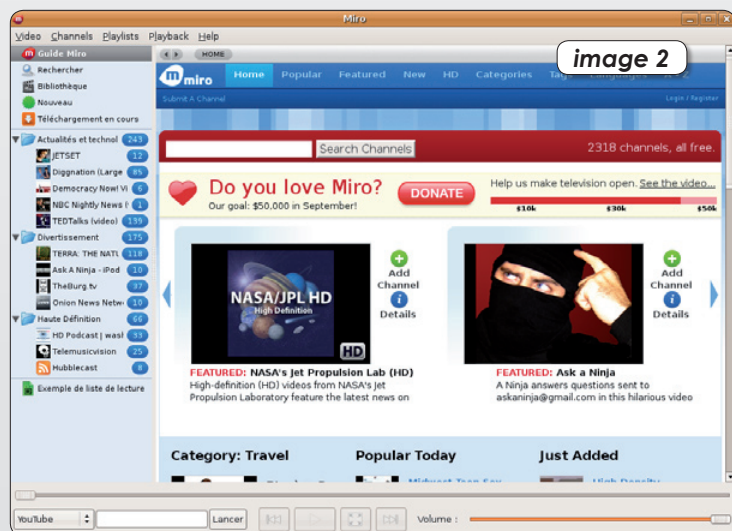 Miro
Video Channels Playlists Playback Help
image 2
Guide Miro
HOME
Rechercher
Bibliothèque
Nouveau
Téléchargement en cours
miro Home Popular Featured New HD Categories
Submit A Channel
Login / Register
Actualités et technol 243
JETSET 12
Diggnation (Large 85
Democracy Now! Vi 6
NBC Nightly News (
1
TEDTalks (video) 135
Divertissement 175
TERRA: THE NATU 118
Ask A Ninja - iPod 10
TheBurg.tv 37
Onion News Netw 10
Haute Définition 66
HD Podcast | wash 33
Telemusicvision 25
Hubblecast 8
Exemple de liste de lecture
Search Channels
2318 channels, all free.
Do you love Miro?
Our goal: $50,000 in September!
DONATE
Help us make television open. See the video...
$10k $30k $50k
NASA/JPL HD
High Definition
HD
Add
Channel
Details
FEATURED: NASA's Jet Propulsion Lab (HD)
High-definition (HD) videos from NASA's Jet
Propulsion Laboratory feature the latest news on
Add
Channel
Details
FEATURED: Ask a Ninja
A Ninja answers questions sent to
askaninja@gmail.com in this hilarious video
Category: Travel
Popular Today
Just Added
YouTube
Lancer
Volume :